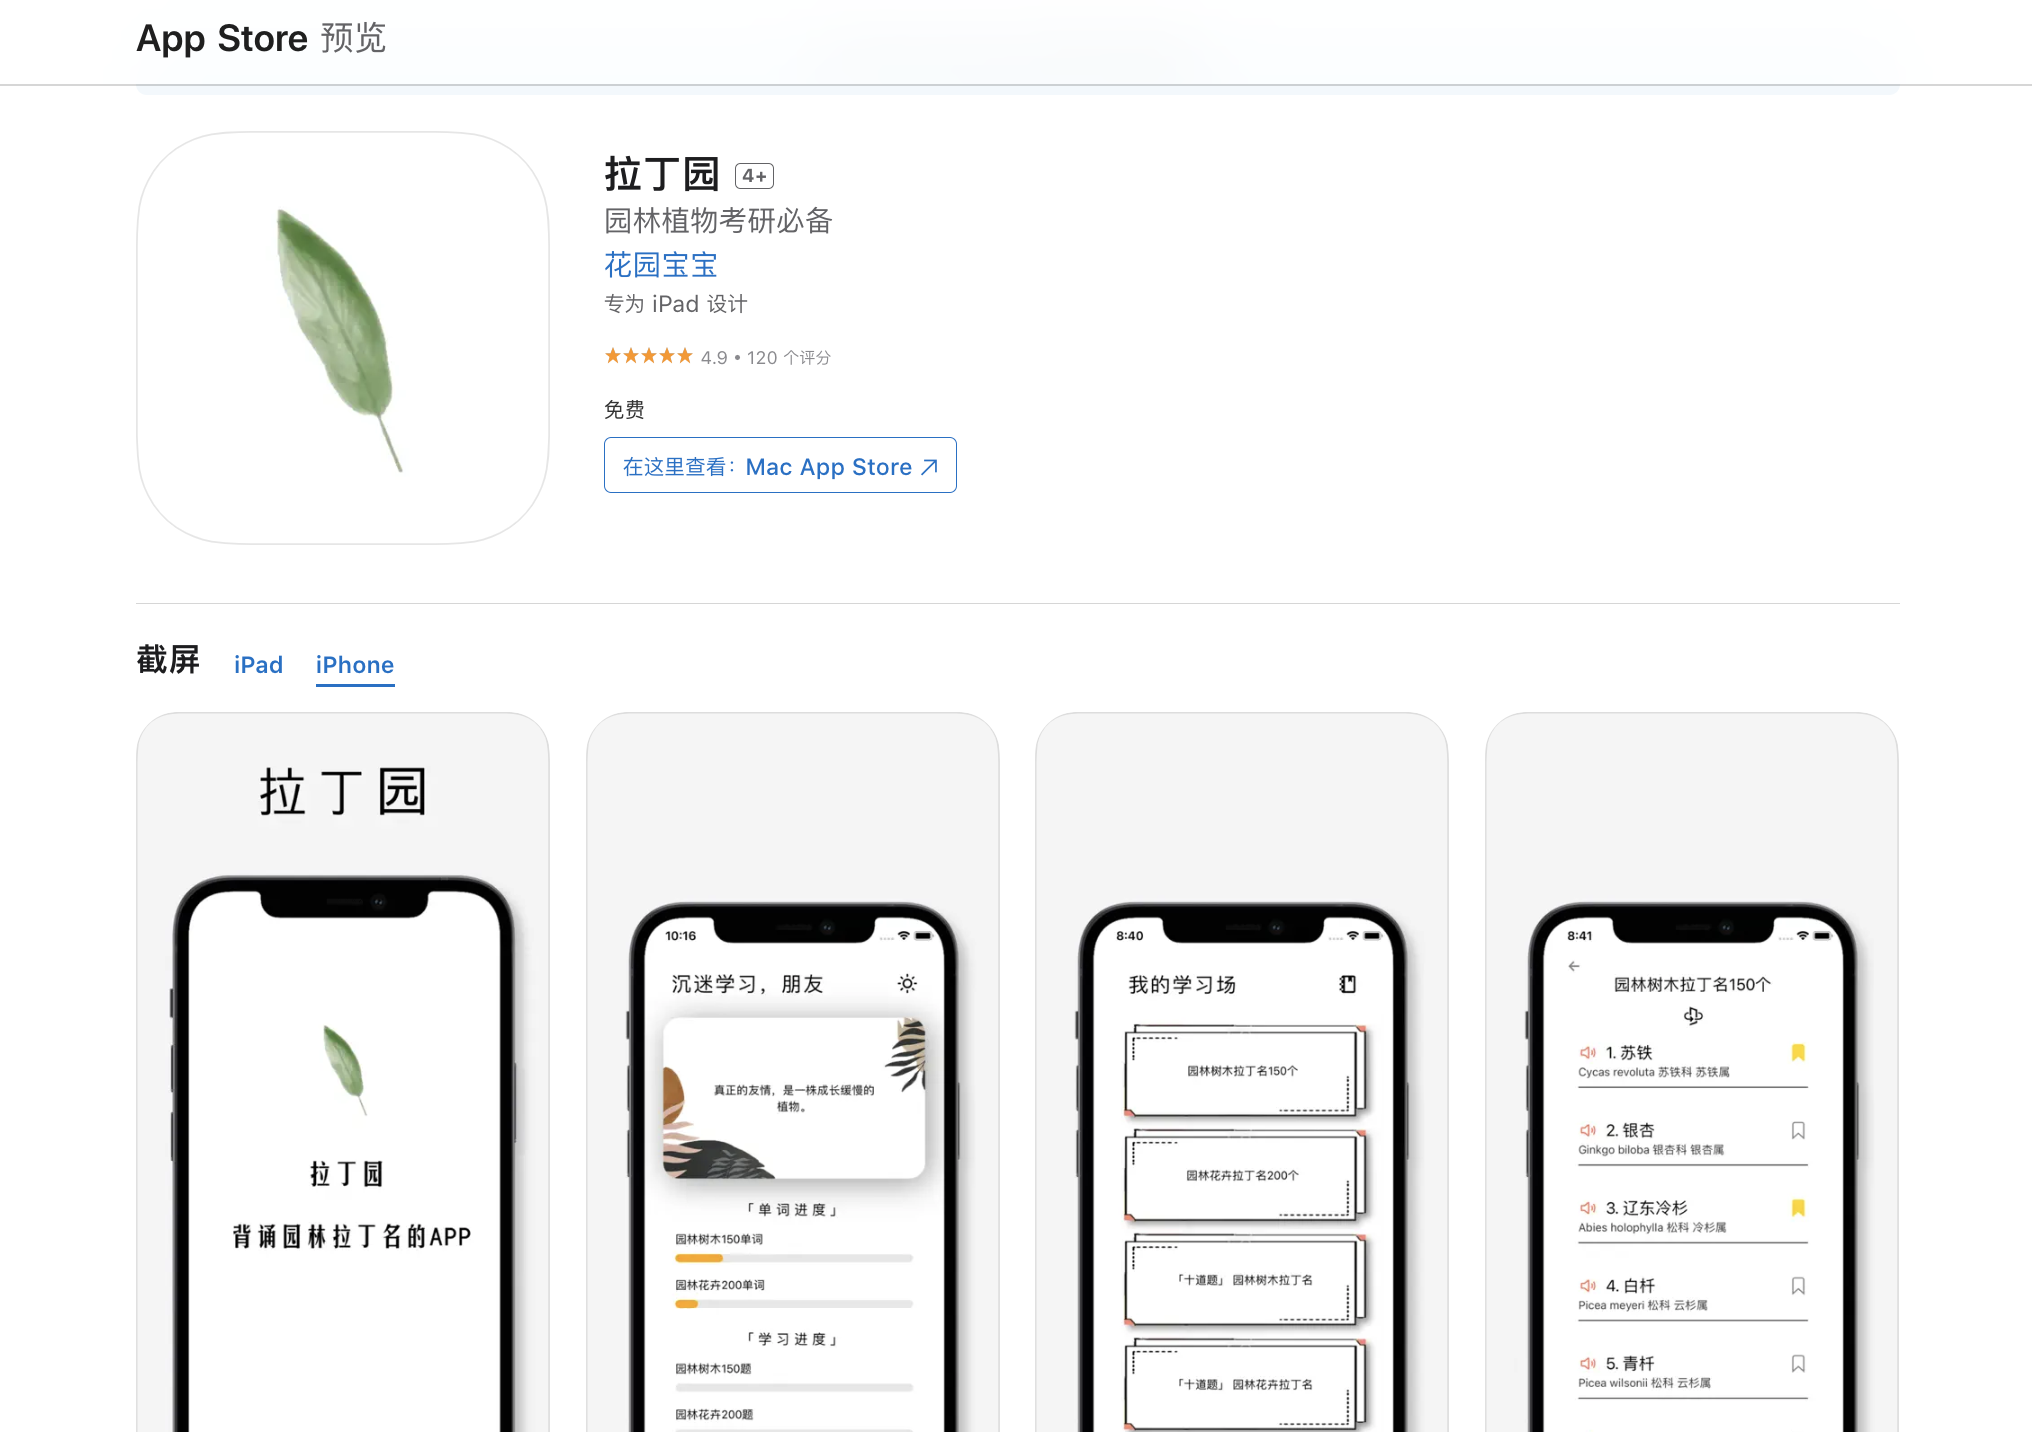 App Store 预览
拉丁园 4+
园林植物考研必备
花园宝宝
专为 iPad 设计
★★★★★ 4.9 • 120 个评分
免费
在这里查看：Mac App Store ↗
截屏 iPad iPhone
拉丁园
拉丁园
背诵园林拉丁名的APP
10:16
沉迷学习，朋友
真正的友情，是一株成长缓慢的
植物。
「单词进度」
园林树木150单词
园林花卉200单词
「学习进度」
园林树木150题
园林花卉200题
8:40
我的学习场
园林树木拉丁名150个
园林花卉拉丁名200个
「十道题」 园林树木拉丁名
「十道题」 园林花卉拉丁名
8:41
园林树木拉丁名150个
1. 苏铁
Cycas revoluta 苏铁科 苏铁属
2. 银杏
Ginkgo biloba 银杏科 银杏属
3. 辽东冷杉
Abies holophylla 松科 冷杉属
4. 白杄
Picea meyeri 松科 云杉属
5. 青杄
Picea wilsonii 松科 云杉属